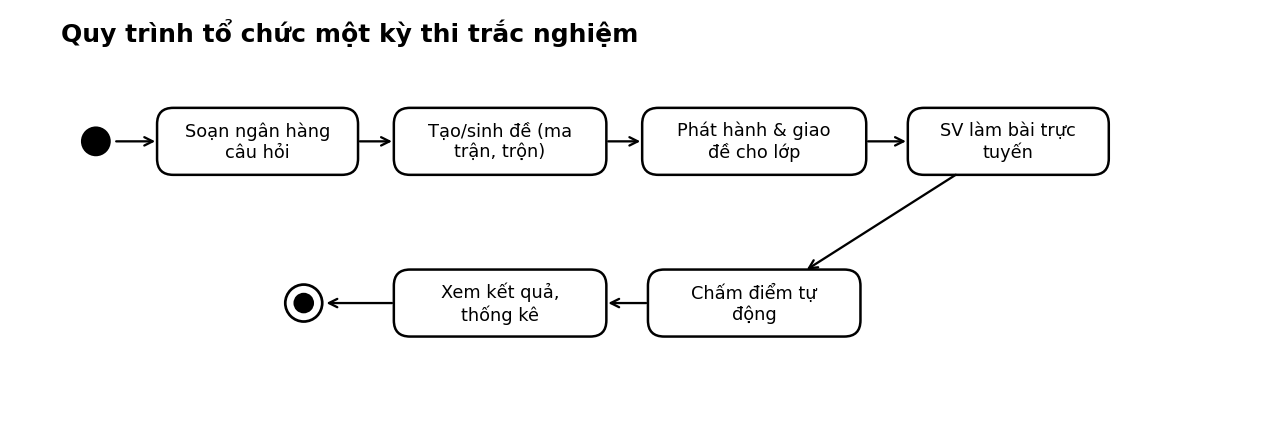 Quy trình tổ chức một kỳ thi trắc nghiệm
Soạn ngân hàng
câu hỏi
Tạo/sinh đề (ma
trận, trộn)
Phát hành & giao
đề cho lớp
SV làm bài trực
tuyến
Chấm điểm tự
động
Xem kết quả,
thống kê